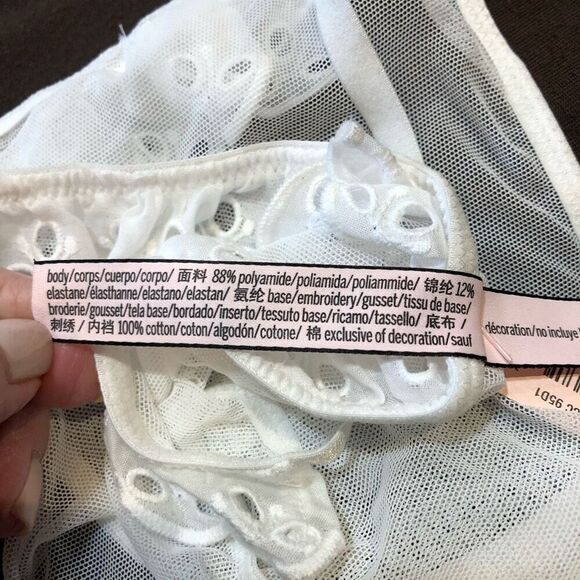 body/corps/cuerpo/corpo/ 面料 88% polyamide/poliamida/poliammide/ 锦纶 12%
elastane/élasthanne/elastano/elastan/ 氨纶 base/embroidery/gusset/tissu de base/
broderie/gousset/tela base/bordado/inserto/tessuto base/ricamo/tassello/ 底布 /
刺绣 / 内裆 100% cotton/coton/algodón/cotone/ 棉 exclusive of decoration/sauf
décoration/no incluye
95D1